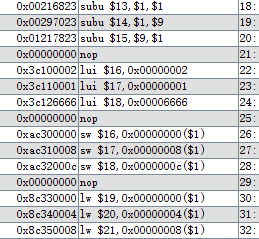 0x00216823 subu $13,$1,$1 18:
0x00297023 subu $14,$1,$9 19:
0x01217823 subu $15,$9,$1 20:
0x00000000 nop 21:
0x3c100002 lui $16,0x00000002 22:
0x3c110001 lui $17,0x00000001 23:
0x3c126666 lui $18,0x00006666 24:
0x00000000 nop 25:
0xac300000 sw $16,0x00000000($1) 26:
0xac310008 sw $17,0x00000008($1) 27:
0xac32000c sw $18,0x0000000c($1) 28:
0x00000000 nop 29:
0x8c330000 lw $19,0x00000000($1) 30:
0x8c340004 lw $20,0x00000004($1) 31:
0x8c350008 lw $21,0x00000008($1) 32: